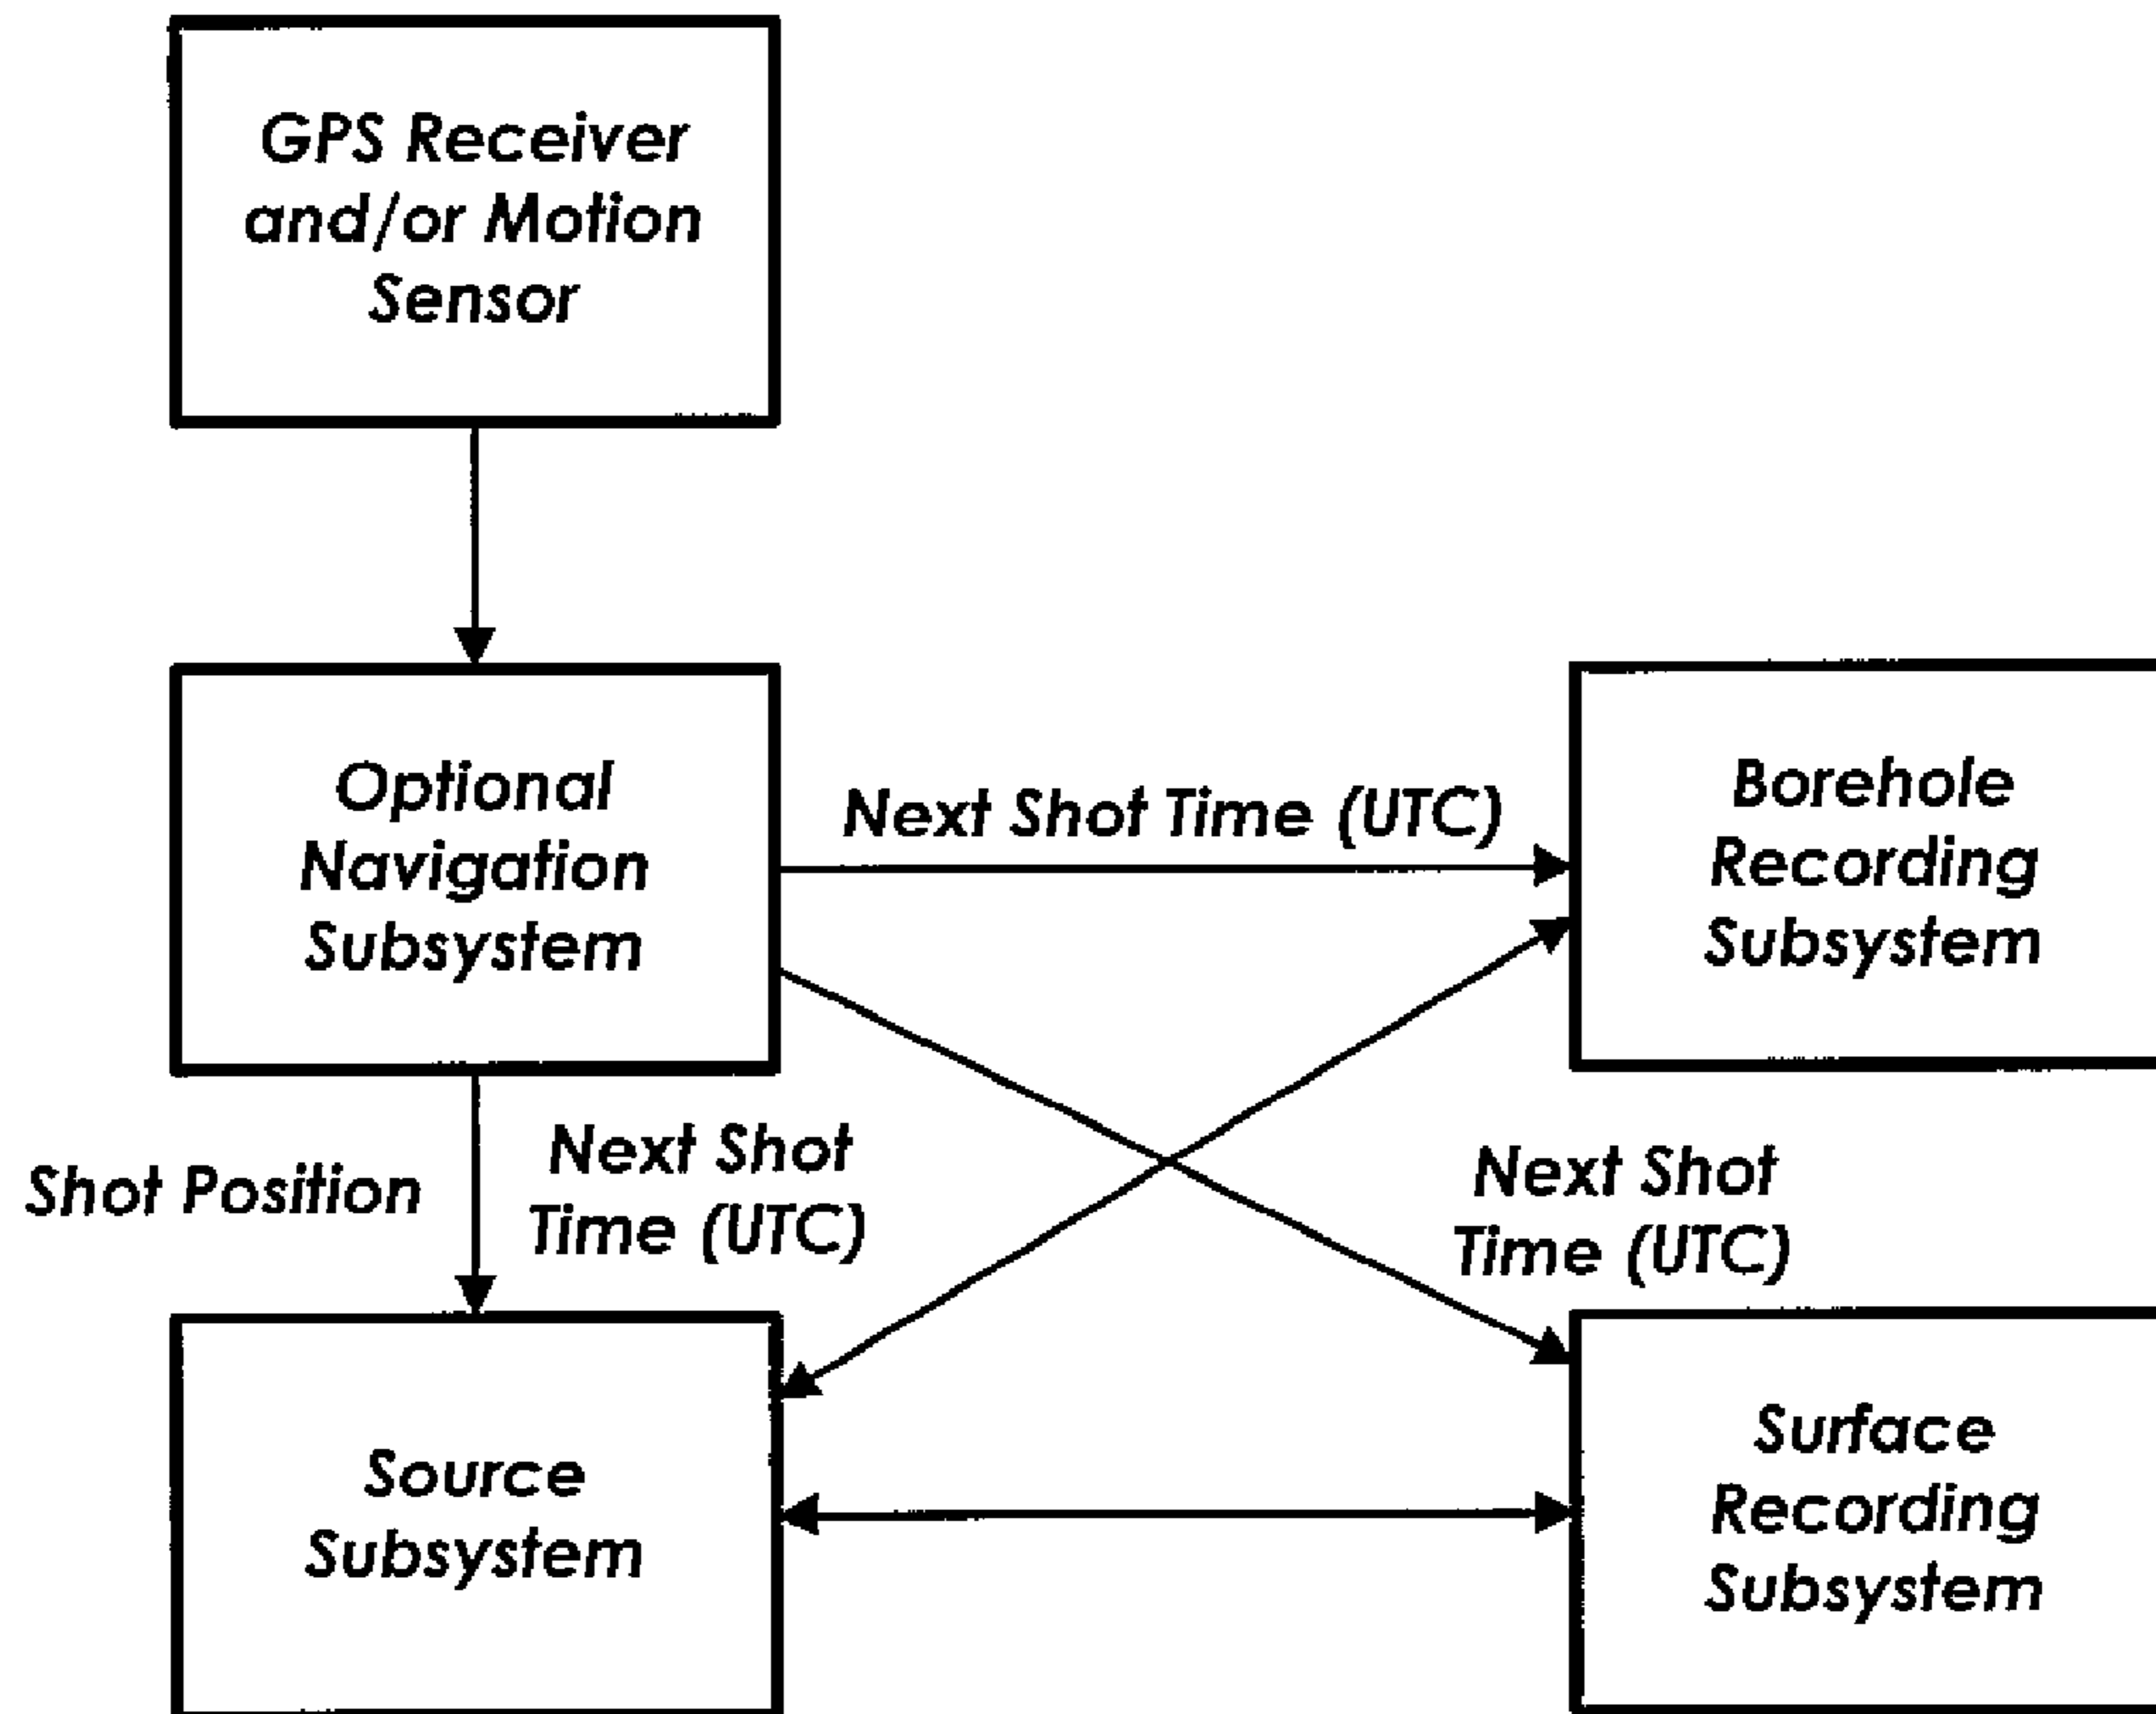 GPS Receiver
and/or Motion
Sensor
Optional
Navigation
Subsystem
Next Shot Time (UTC)
Borehole
Recording
Subsystem
Shot Position
Next Shot
Time (UTC)
Next Shot
Time (UTC)
Source
Subsystem
Surface
Recording
Subsystem